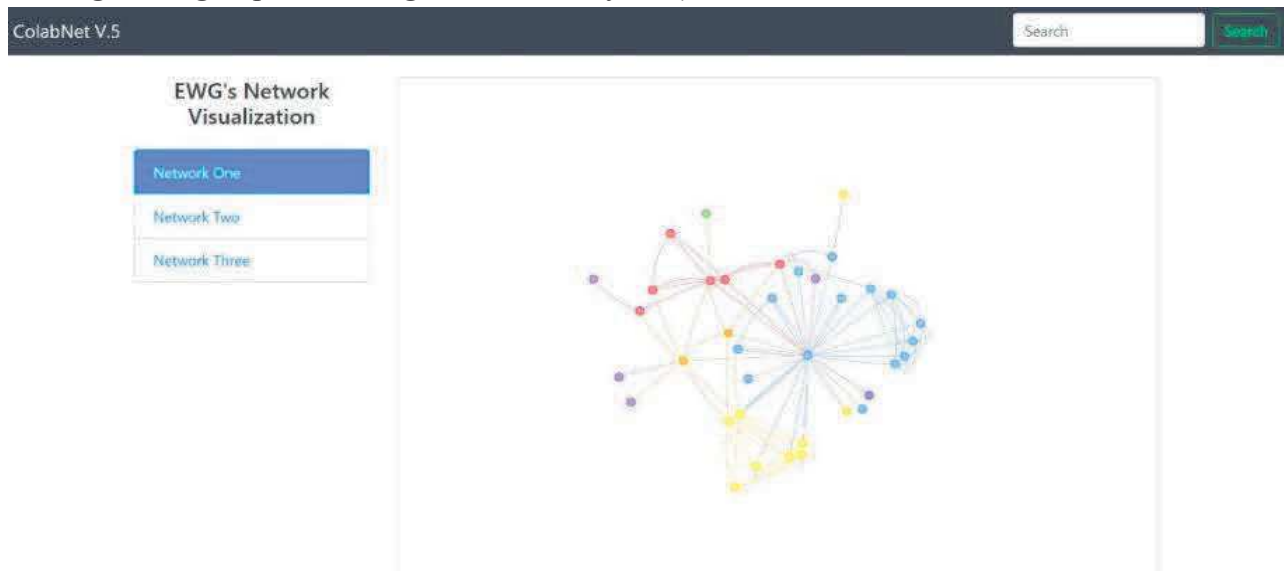 ColabNet V.5
Search
Search
EWG's Network
Visualization
Network One
Network Two
Network Three